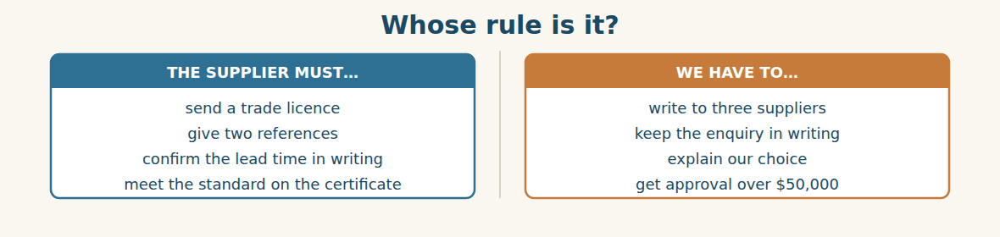 Whose rule is it?
THE SUPPLIER MUST…
send a trade licence
give two references
confirm the lead time in writing
meet the standard on the certificate
WE HAVE TO…
write to three suppliers
keep the enquiry in writing
explain our choice
get approval over $50,000